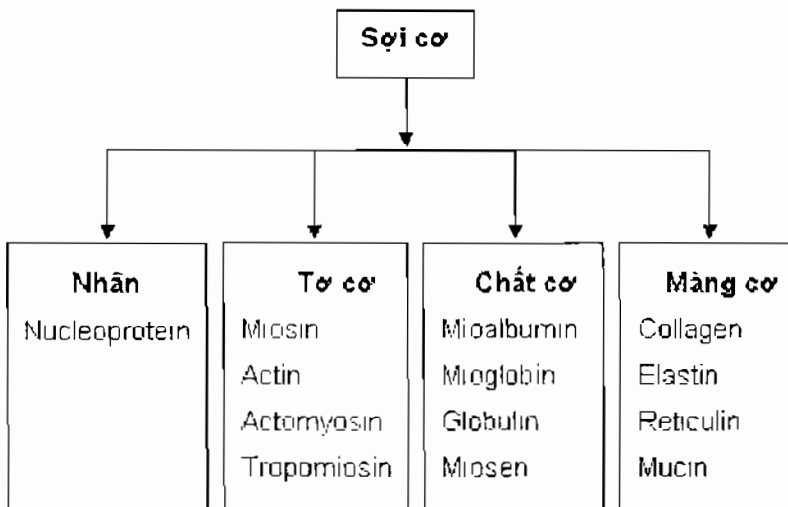 Sợi cơ
Nhân
Nucleoprotein
Tơ cơ
Miosin
Actin
Actomyosin
Tropomiosin
Chất cơ
Mioalbumin
Mioglobin
Globulin
Miosen
Màng cơ
Collagen
Elastin
Reticulin
Mucin